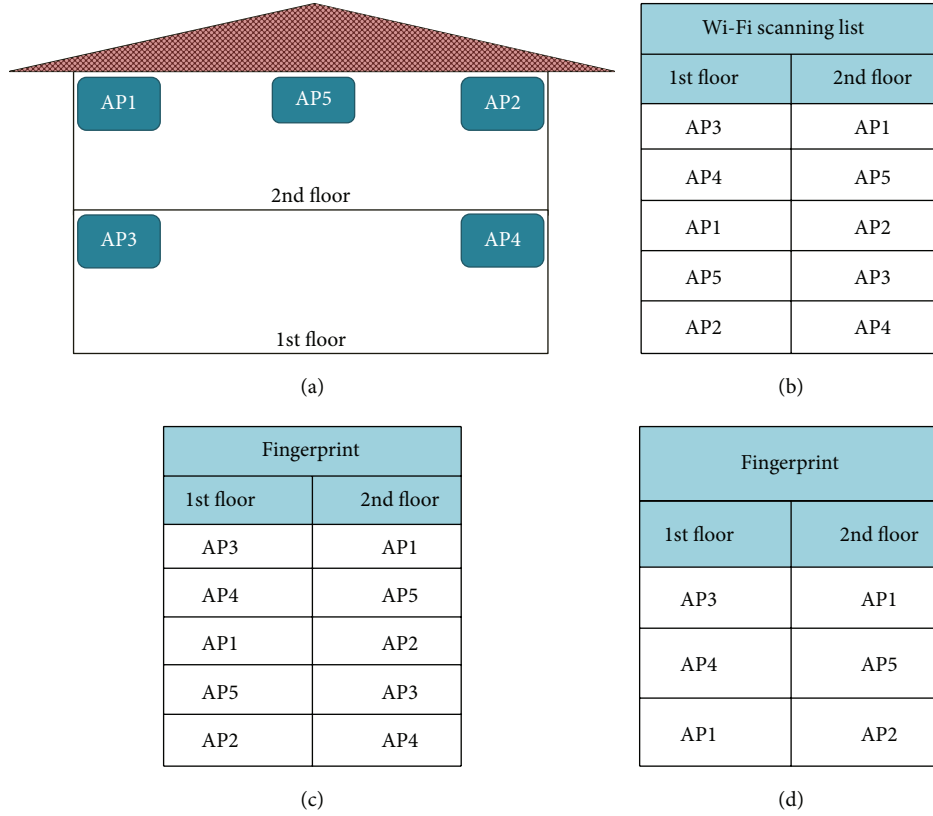 AP1 AP5 AP2
2nd floor
AP3 AP4
1st floor
(a)
Wi-Fi scanning list
1st floor 2nd floor
AP3 AP1
AP4 AP5
AP1 AP2
AP5 AP3
AP2 AP4
(b)
Fingerprint
1st floor 2nd floor
AP3 AP1
AP4 AP5
AP1 AP2
AP5 AP3
AP2 AP4
(c)
Fingerprint
1st floor 2nd floor
AP3 AP1
AP4 AP5
AP1 AP2
(d)